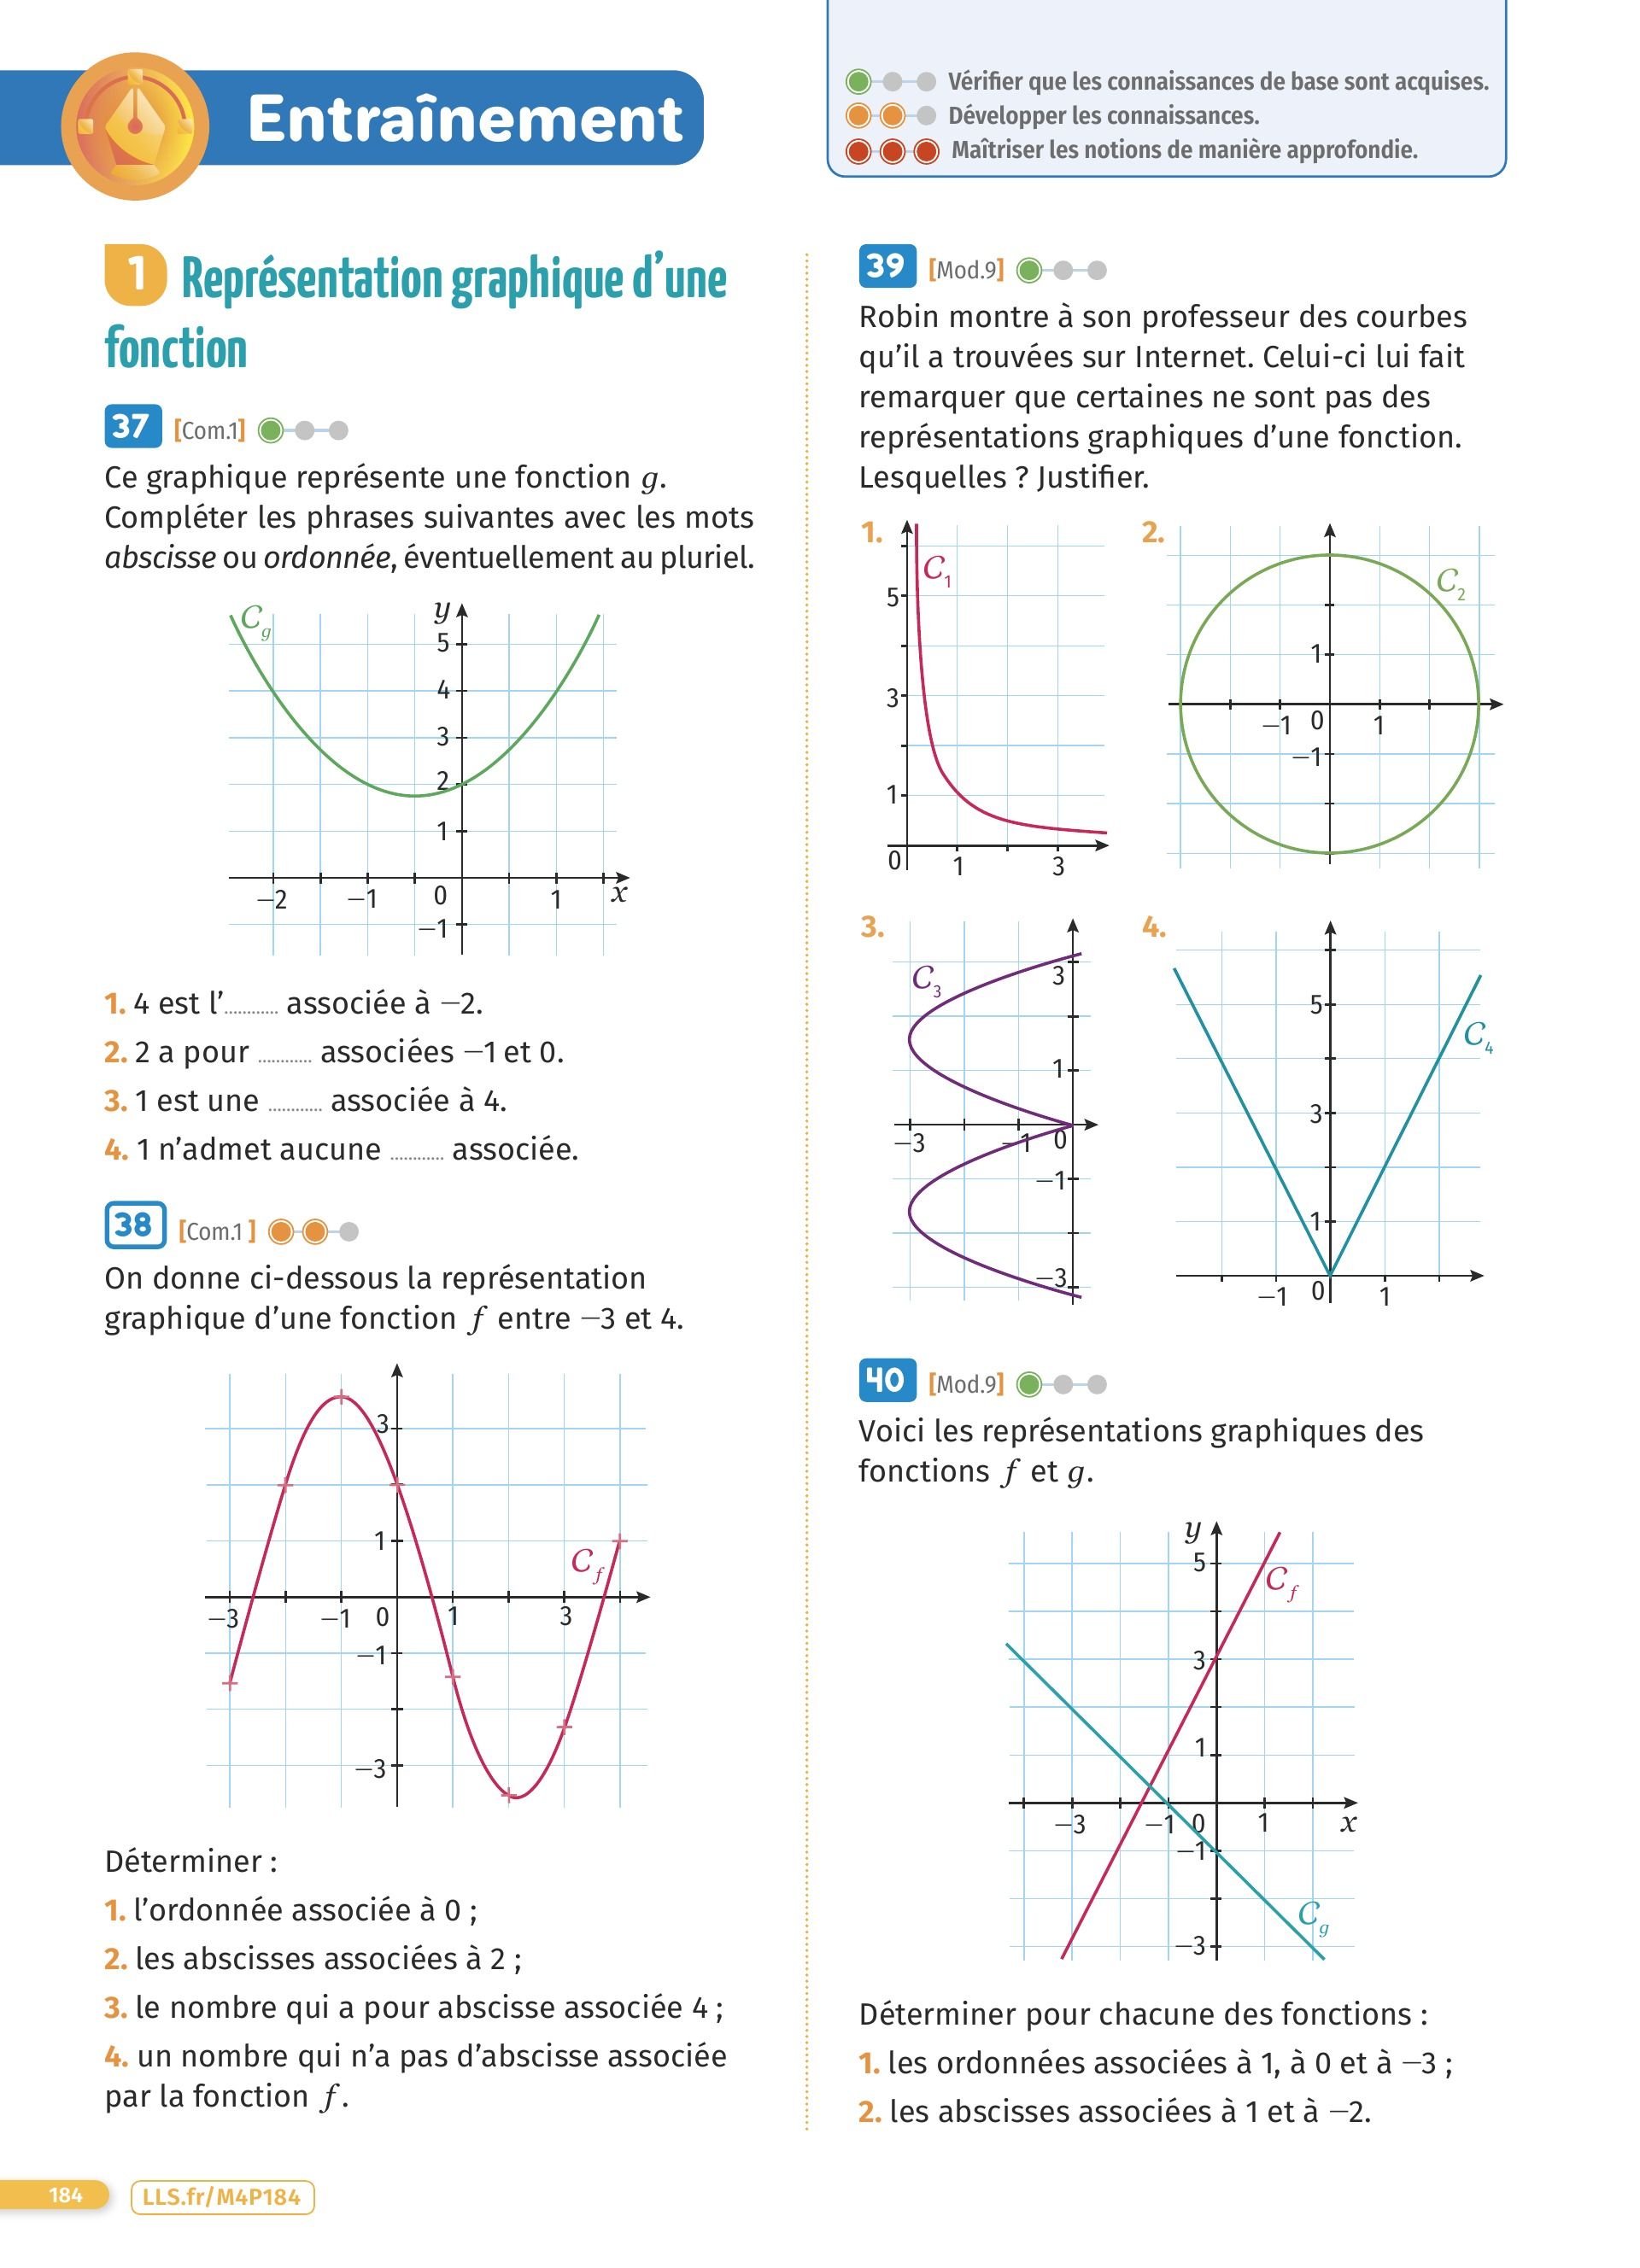 Entraînement
Vérifier que les connaissances de base sont acquises.
Développer les connaissances.
Maîtriser les notions de manière approfondie.
1 Représentation graphique d’une
fonction
37 [Com.1]
Ce graphique représente une fonction g.
Compléter les phrases suivantes avec les mots
abscisse ou ordonnée, éventuellement au pluriel.
C_g
y
5
4
3
2
1
−2 −1 0 1 x
−1
1. 4 est l’............ associée à −2.
2. 2 a pour ............ associées −1 et 0.
3. 1 est une ............ associée à 4.
4. 1 n’admet aucune ............ associée.
38 [Com.1 ]
On donne ci-dessous la représentation
graphique d’une fonction f entre −3 et 4.
3
1
C_f
−3 −1 0 1 3
−1
−3
Déterminer :
1. l’ordonnée associée à 0 ;
2. les abscisses associées à 2 ;
3. le nombre qui a pour abscisse associée 4 ;
4. un nombre qui n’a pas d’abscisse associée
par la fonction f.
39 [Mod.9]
Robin montre à son professeur des courbes
qu’il a trouvées sur Internet. Celui-ci lui fait
remarquer que certaines ne sont pas des
représentations graphiques d’une fonction.
Lesquelles ? Justifier.
1.
C_1
5
3
1
0 1 3
2.
C_2
1
−1 0 1
−1
3.
C_3
3
1
−3 −1 0
−1
−3
4.
5
C_4
3
1
−1 0 1
40 [Mod.9]
Voici les représentations graphiques des
fonctions f et g.
y
5
C_f
3
1
−3 −1 0 1 x
−1
C_g
−3
Déterminer pour chacune des fonctions :
1. les ordonnées associées à 1, à 0 et à −3 ;
2. les abscisses associées à 1 et à −2.
184
LLS.fr/M4P184